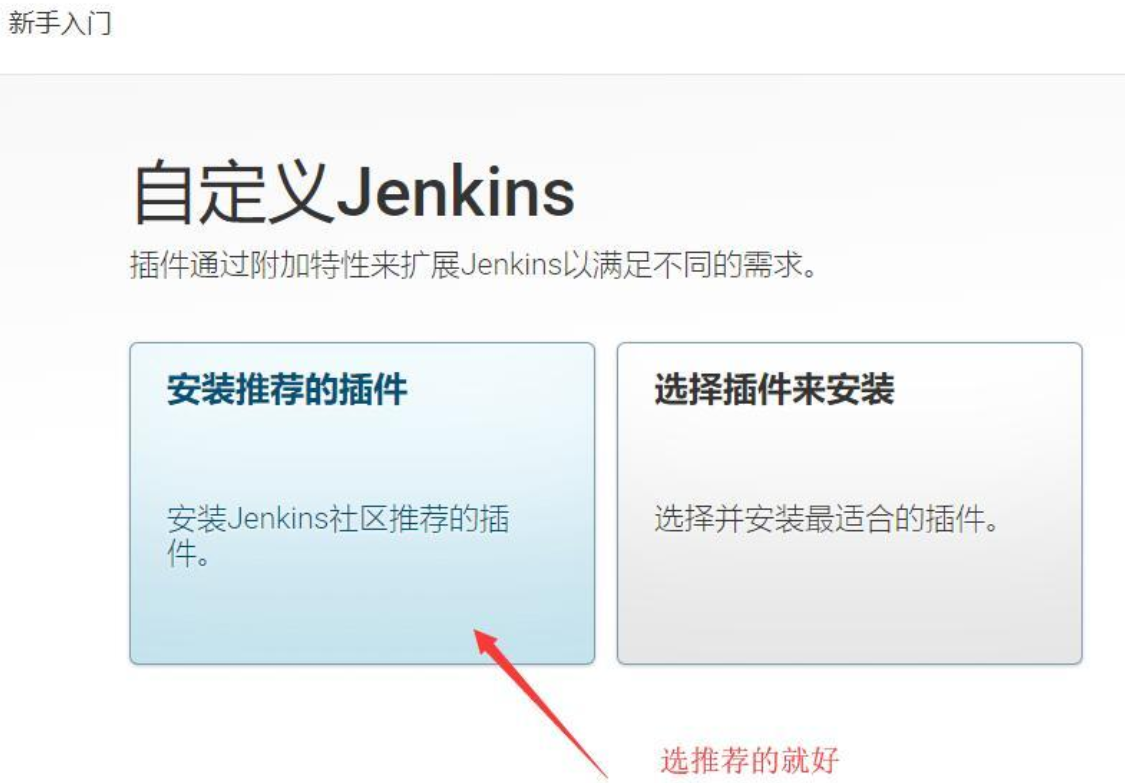 新手入门
自定义Jenkins
插件通过附加特性来扩展Jenkins以满足不同的需求。
安装推荐的插件
安装Jenkins社区推荐的插
件。
选择插件来安装
选择并安装最适合的插件。
选推荐的就好